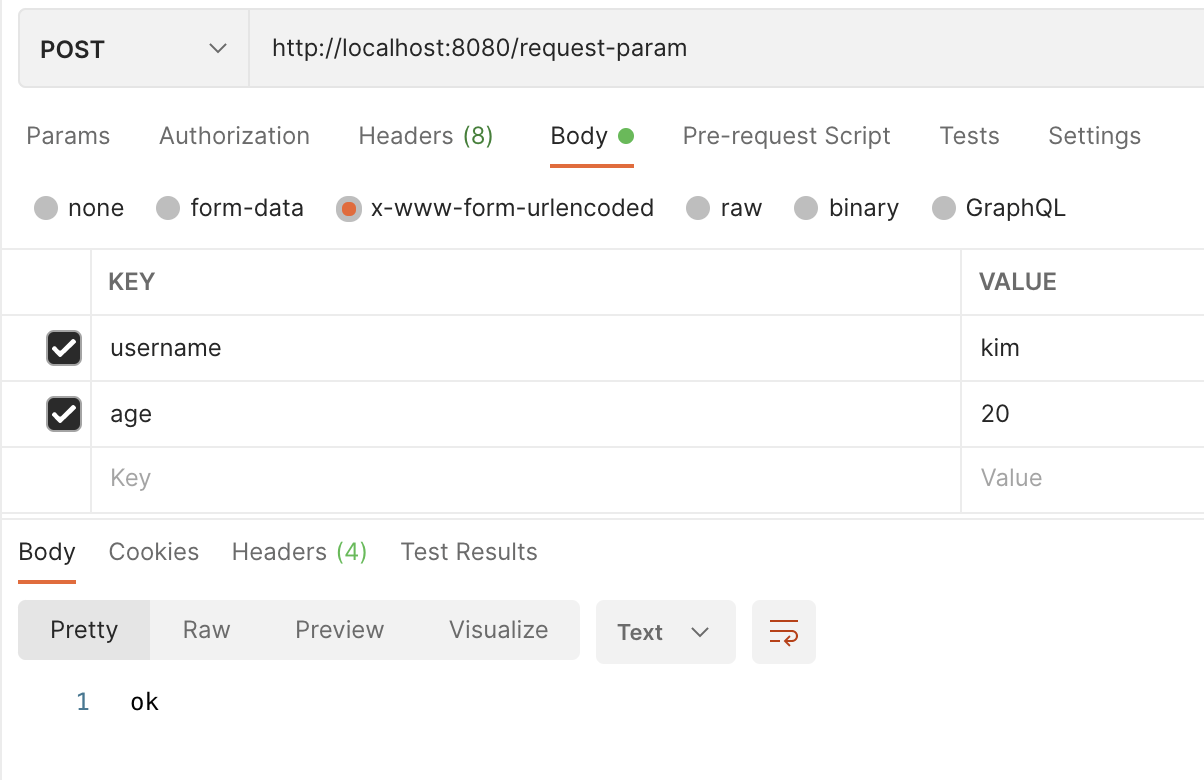 POST http://localhost:8080/request-param
Params Authorization Headers (8) Body Pre-request Script Tests Settings
none form-data x-www-form-urlencoded raw binary GraphQL
KEY VALUE
username kim
age 20
Key Value
Body Cookies Headers (4) Test Results
Pretty Raw Preview Visualize Text
1 ok